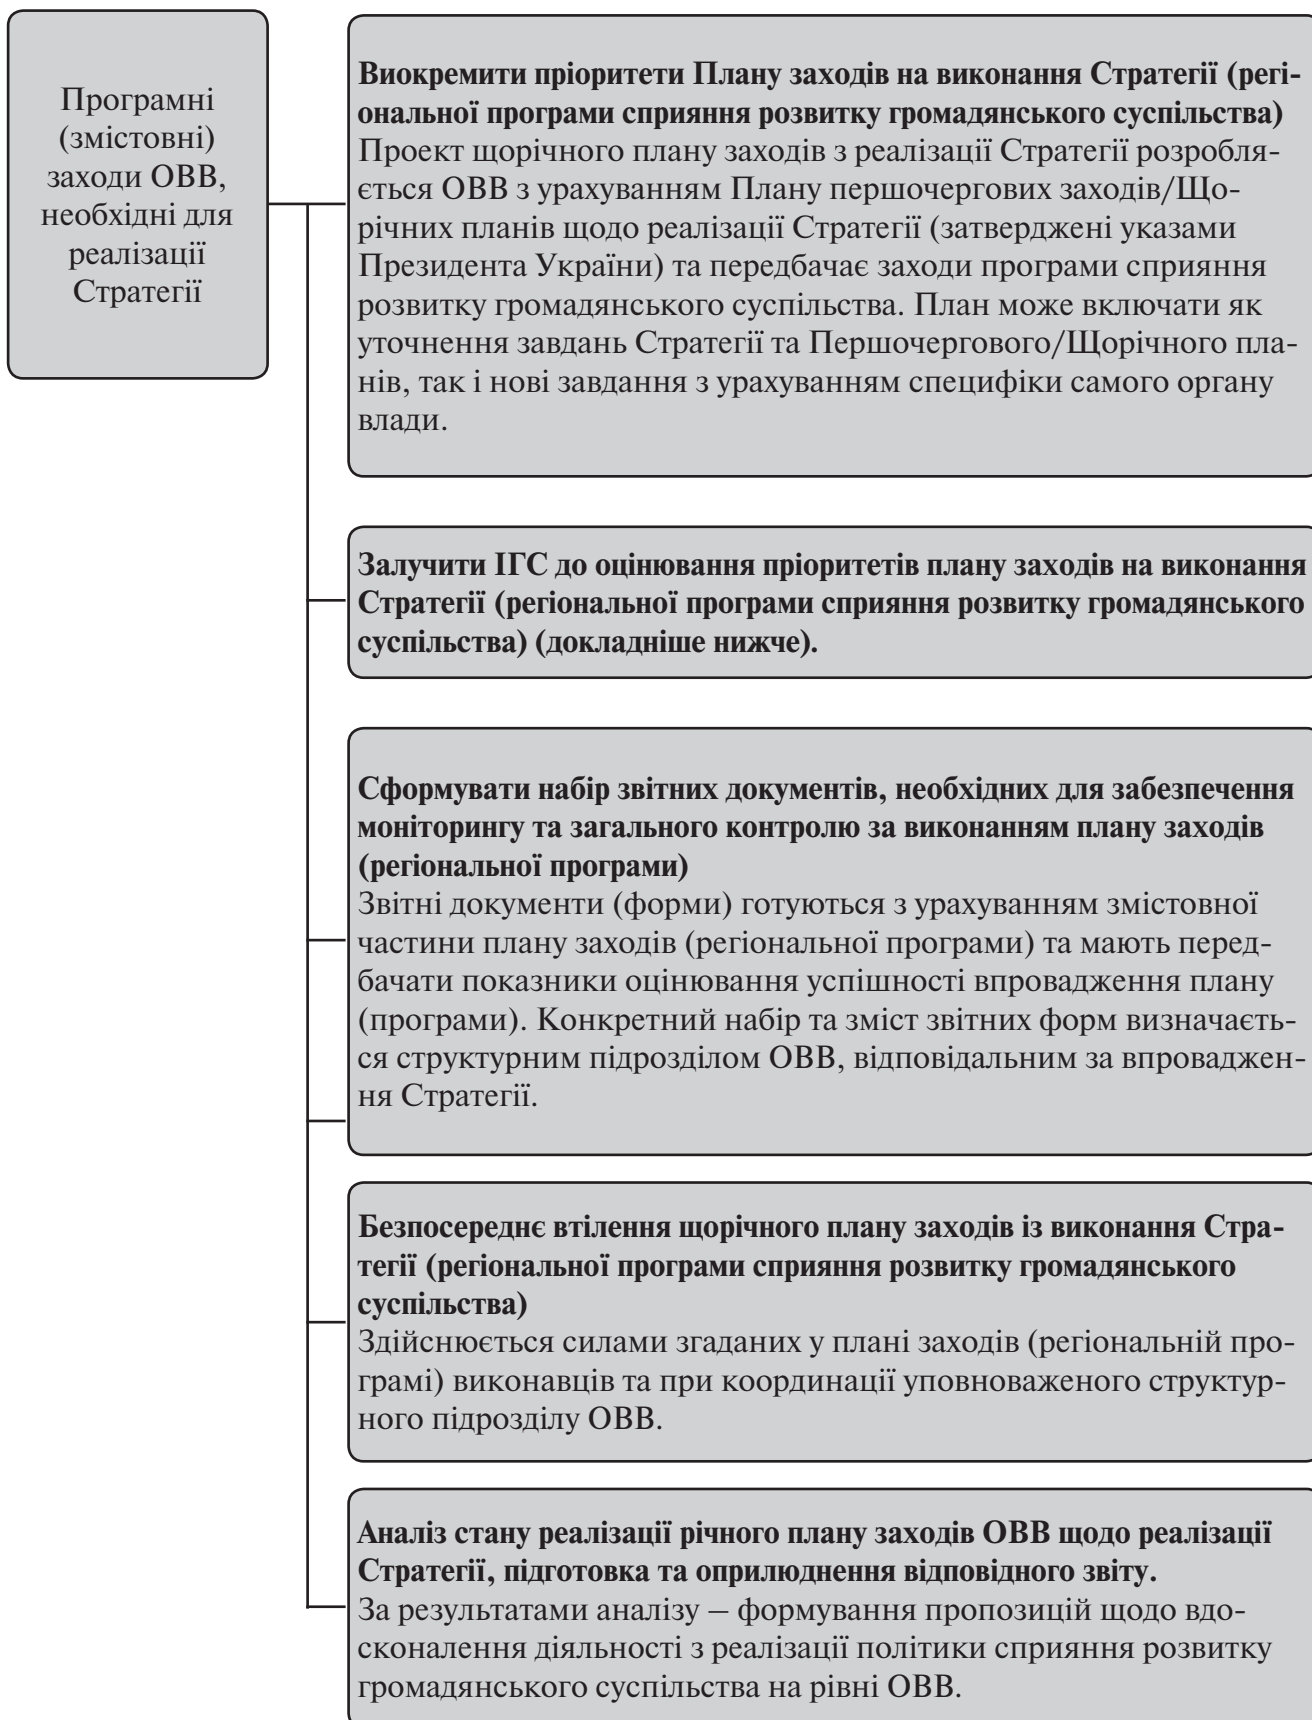 Програмні
(змістовні)
заходи ОВВ,
необхідні для
реалізації
Стратегії
Виокремити пріоритети Плану заходів на виконання Стратегії (регі-
ональної програми сприяння розвитку громадянського суспільства)
Проект щорічного плану заходів з реалізації Стратегії розробля-
ється ОВВ з урахуванням Плану першочергових заходів/Що-
річних планів щодо реалізації Стратегії (затверджені указами
Президента України) та передбачає заходи програми сприяння
розвитку громадянського суспільства. План може включати як
уточнення завдань Стратегії та Першочергового/Щорічного пла-
нів, так і нові завдання з урахуванням специфіки самого органу
влади.
Залучити ІГС до оцінювання пріоритетів плану заходів на виконання
Стратегії (регіональної програми сприяння розвитку громадянського
суспільства) (докладніше нижче).
Сформувати набір звітних документів, необхідних для забезпечення
моніторингу та загального контролю за виконанням плану заходів
(регіональної програми)
Звітні документи (форми) готуються з урахуванням змістовної
частини плану заходів (регіональної програми) та мають перед-
бачати показники оцінювання успішності впровадження плану
(програми). Конкретний набір та зміст звітних форм визначаєть-
ся структурним підрозділом ОВВ, відповідальним за впроваджен-
ня Стратегії.
Безпосереднє втілення щорічного плану заходів із виконання Стра-
тегії (регіональної програми сприяння розвитку громадянського
суспільства)
Здійснюється силами згаданих у плані заходів (регіональній про-
грамі) виконавців та при координації уповноваженого структур-
ного підрозділу ОВВ.
Аналіз стану реалізації річного плану заходів ОВВ щодо реалізації
Стратегії, підготовка та оприлюднення відповідного звіту.
За результатами аналізу – формування пропозицій щодо вдо-
сконалення діяльності з реалізації політики сприяння розвитку
громадянського суспільства на рівні ОВВ.